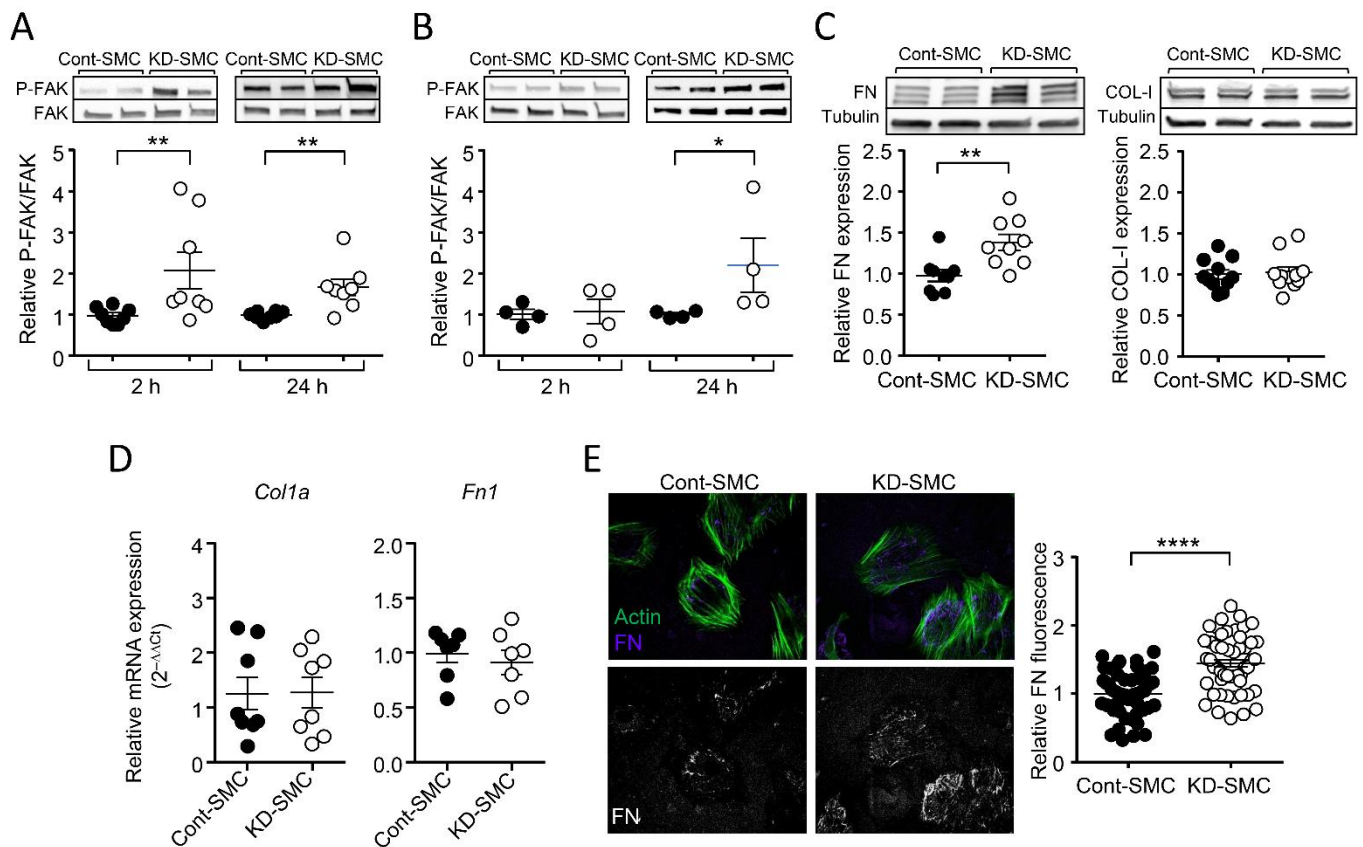 A
Cont-SMC KD-SMC Cont-SMC KD-SMC
P-FAK
FAK
Relative P-FAK/FAK
5
4
3
2
1
0
** **
2 h 24 h
B
Cont-SMC KD-SMC Cont-SMC KD-SMC
P-FAK
FAK
Relative P-FAK/FAK
5
4
3
2
1
0
*
2 h 24 h
C
Cont-SMC KD-SMC
FN
Tubulin
Relative FN expression
2.5
2.0
1.5
1.0
0.5
0.0
**
Cont-SMC KD-SMC
Cont-SMC KD-SMC
COL-I
Tubulin
Relative COL-I expression
2.5
2.0
1.5
1.0
0.5
0.0
Cont-SMC KD-SMC
D
Col1a
Relative mRNA expression
(2−ΔΔCt)
4
3
2
1
0
Cont-SMC KD-SMC
Fn1
2.0
1.5
1.0
0.5
0.0
Cont-SMC KD-SMC
E
Cont-SMC KD-SMC
Actin
FN
FN
Relative FN fluorescence
3
2
1
0
****
Cont-SMC KD-SMC